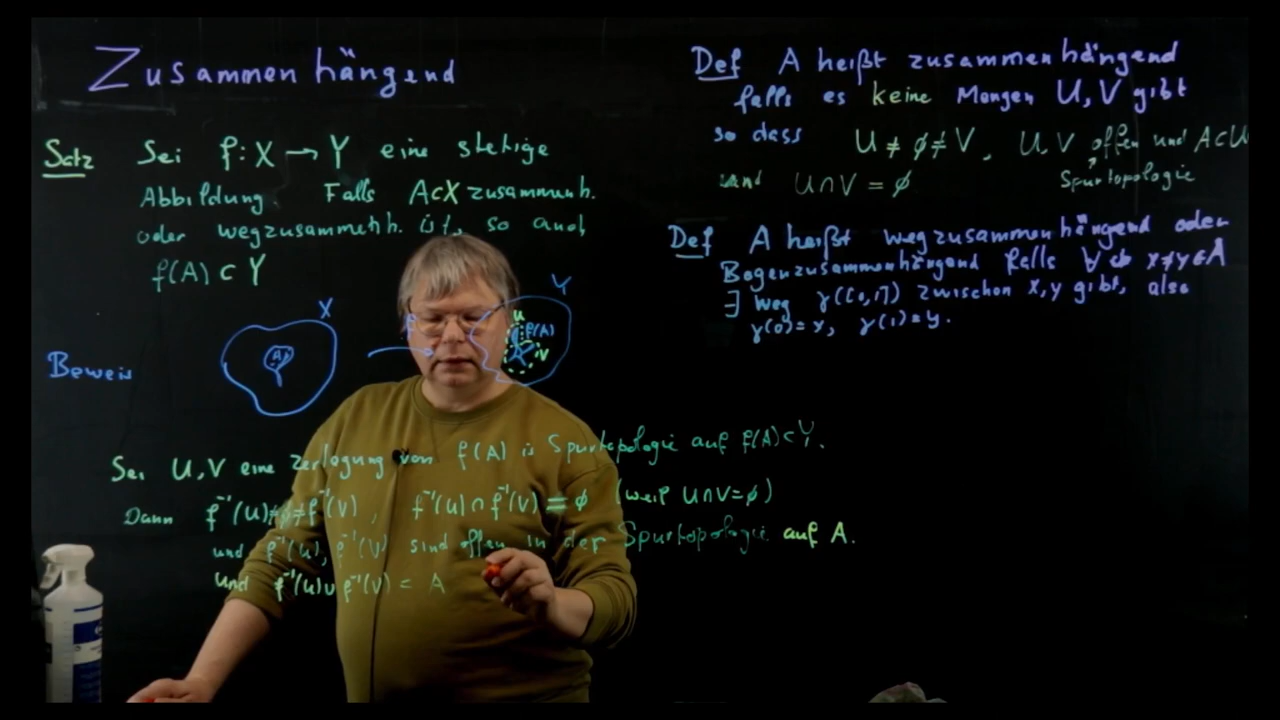 Zusammenhängend
Satz Sei f: X → Y eine stetige
Abbildung. Falls A⊂X zusammenh.
oder wegzusammenh. ist, so auch
f(A) ⊂ Y
X
A
Y
U
f(A)
V
Beweis
Sei U,V eine Zerlegung von f(A) is Spurtopologie auf f(A)⊂Y.
Dann f⁻¹(U)≠∅≠f⁻¹(V), f⁻¹(U)∩f⁻¹(V) = ∅ (weil U∩V=∅)
und f⁻¹(U), f⁻¹(V) sind offen in der Spurtopologie auf A.
und f⁻¹(U)∪f⁻¹(V) ⊂ A
Def A heißt zusammenhängend
falls es keine Mengen U,V gibt
so dass U ≠ ∅ ≠ V, U,V offen und A⊂U
und U∩V = ∅ Spurtopologie
Def A heißt wegzusammenhängend oder
Bogenzusammenhängend falls ∀ x≠y∈A
∃ Weg γ([0,1]) zwischen x,y gibt, also
γ(0)=x, γ(1)=y.